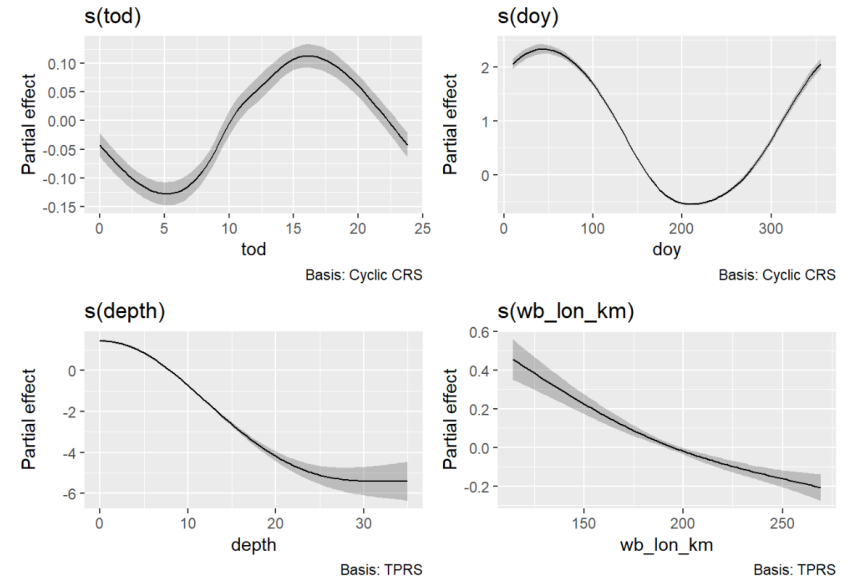 s(tod)
Partial effect
0.10
0.05
0.00
-0.05
-0.10
-0.15
0 5 10 15 20 25
tod
Basis: Cyclic CRS
s(doy)
Partial effect
2
1
0
0 100 200 300
doy
Basis: Cyclic CRS
s(depth)
Partial effect
0
-2
-4
-6
0 10 20 30
depth
Basis: TPRS
s(wb_lon_km)
Partial effect
0.6
0.4
0.2
0.0
-0.2
150 200 250
wb_lon_km
Basis: TPRS